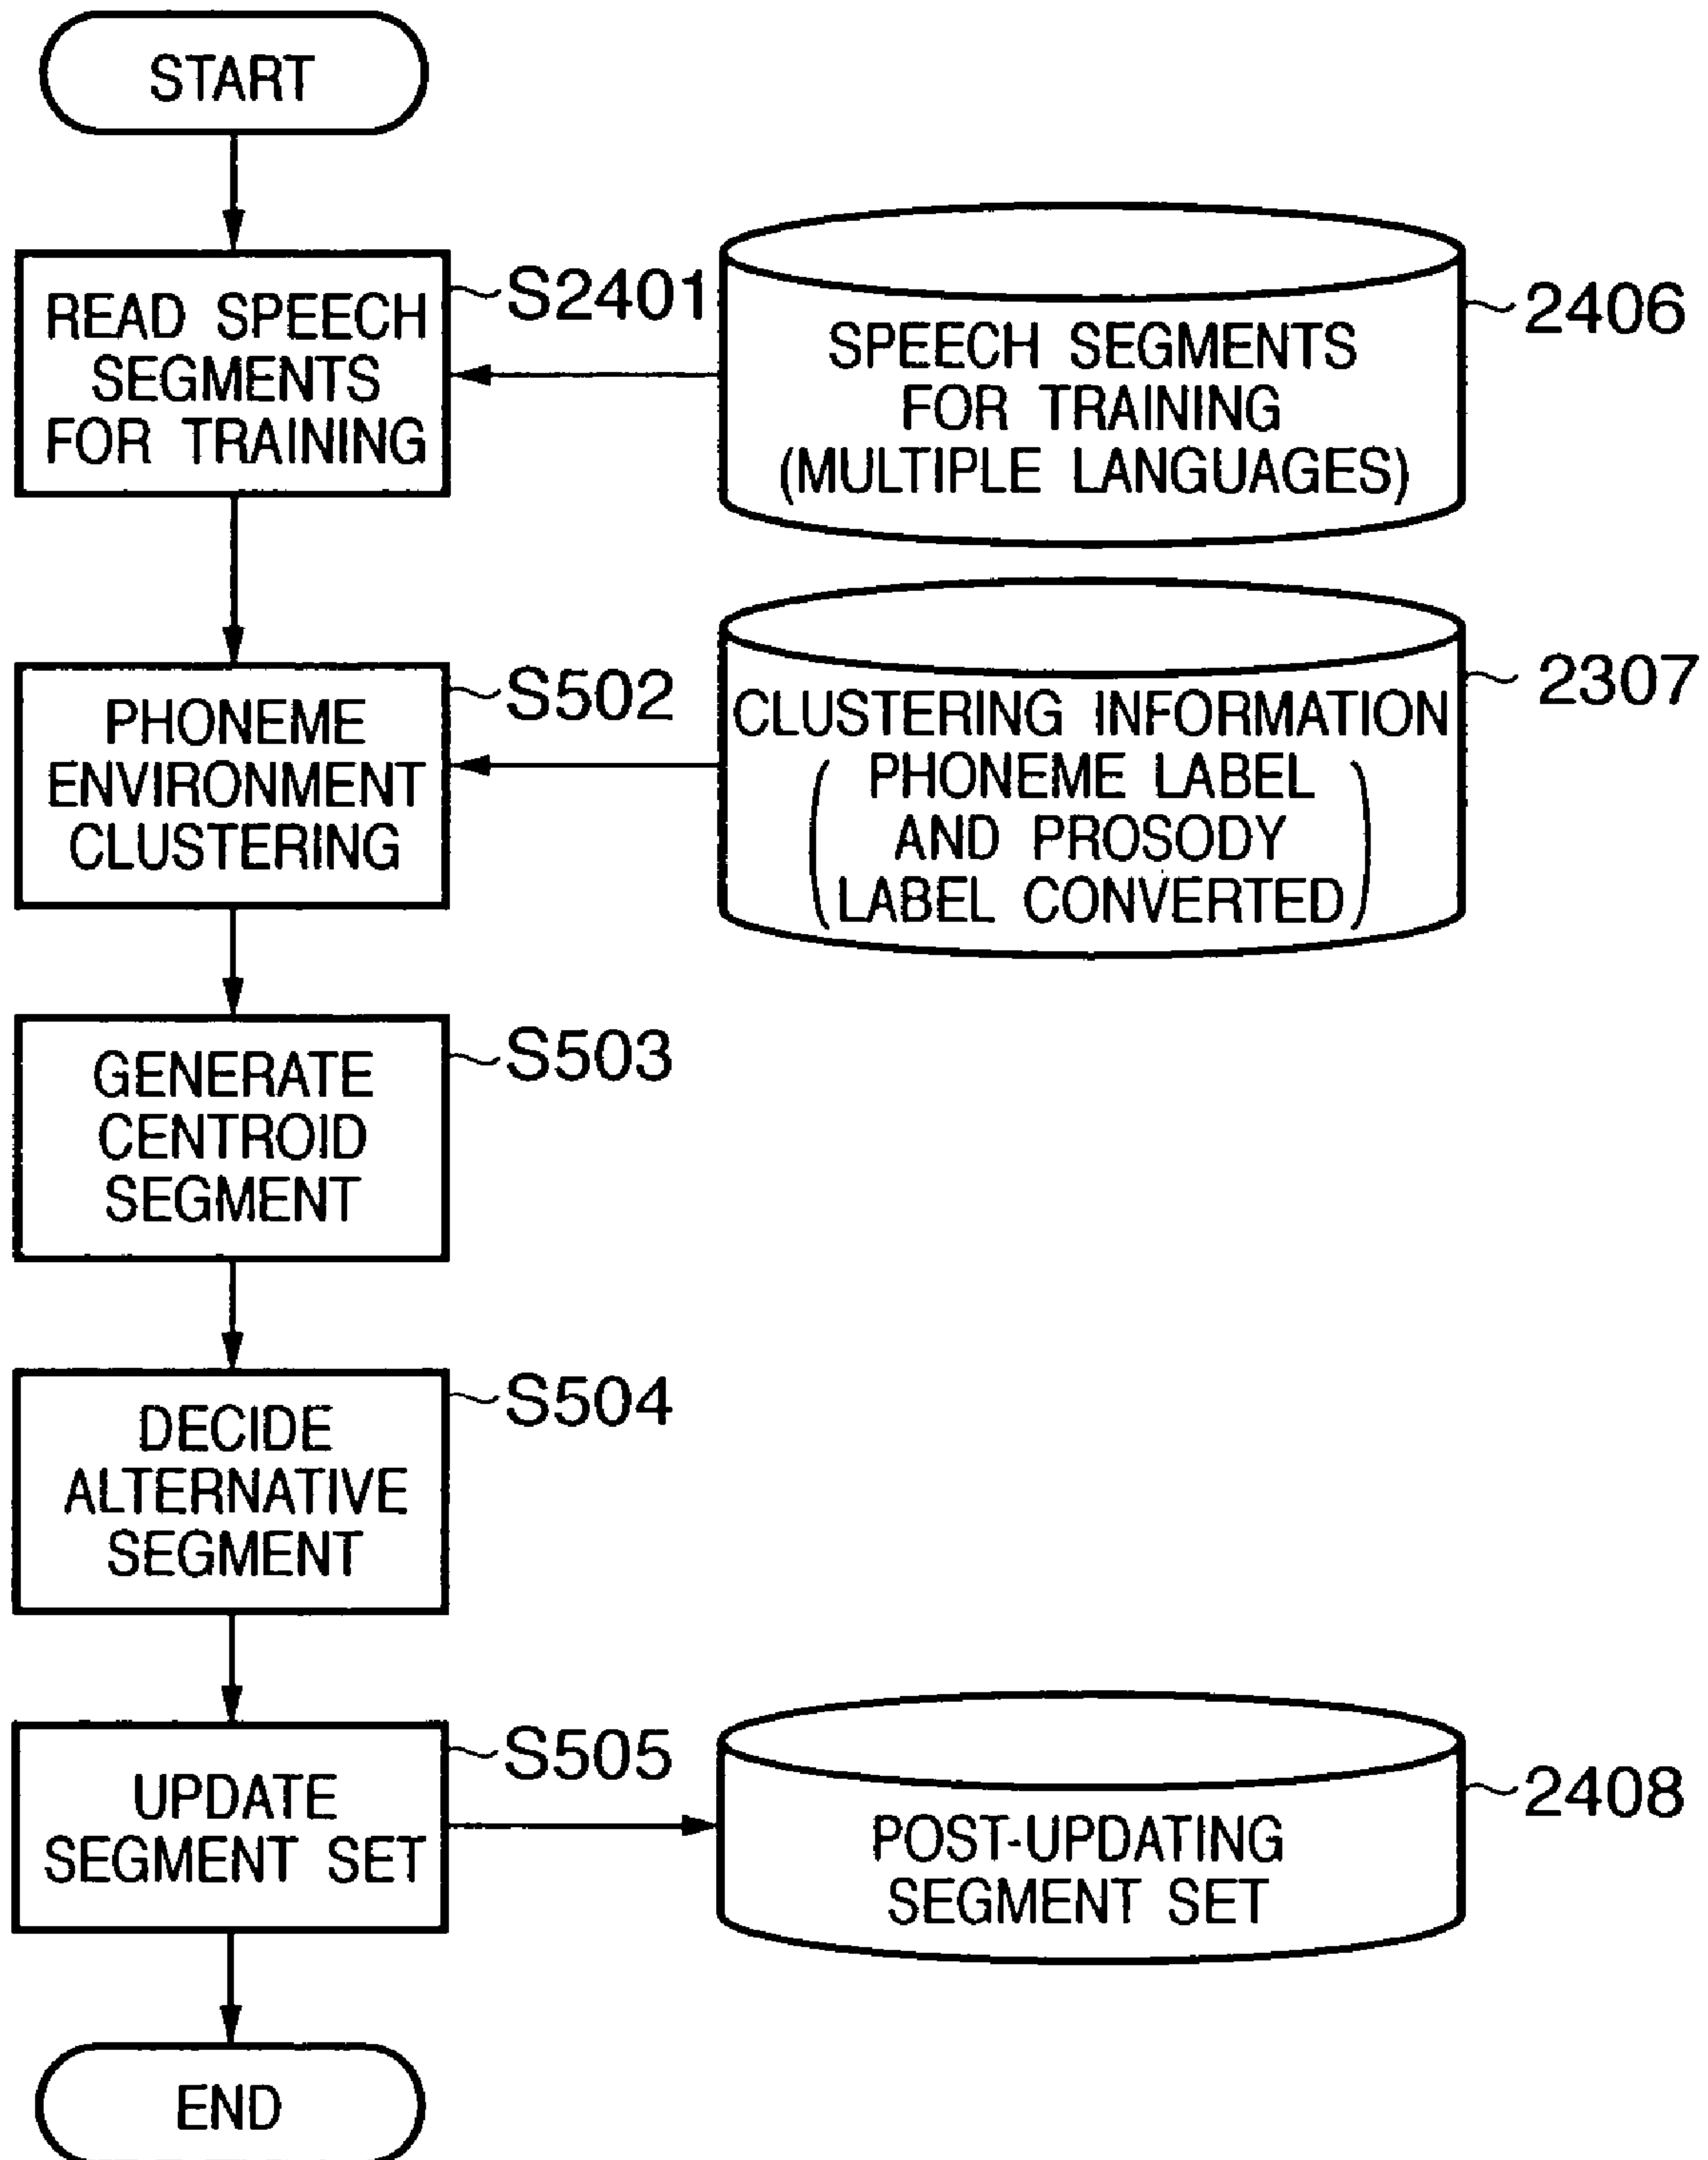 START
READ SPEECH
SEGMENTS
FOR TRAINING
S2401
SPEECH SEGMENTS
FOR TRAINING
(MULTIPLE LANGUAGES)
2406
PHONEME
ENVIRONMENT
CLUSTERING
S502
CLUSTERING INFORMATION
(PHONEME LABEL
AND PROSODY
LABEL CONVERTED)
2307
GENERATE
CENTROID
SEGMENT
S503
DECIDE
ALTERNATIVE
SEGMENT
S504
UPDATE
SEGMENT SET
S505
POST-UPDATING
SEGMENT SET
2408
END